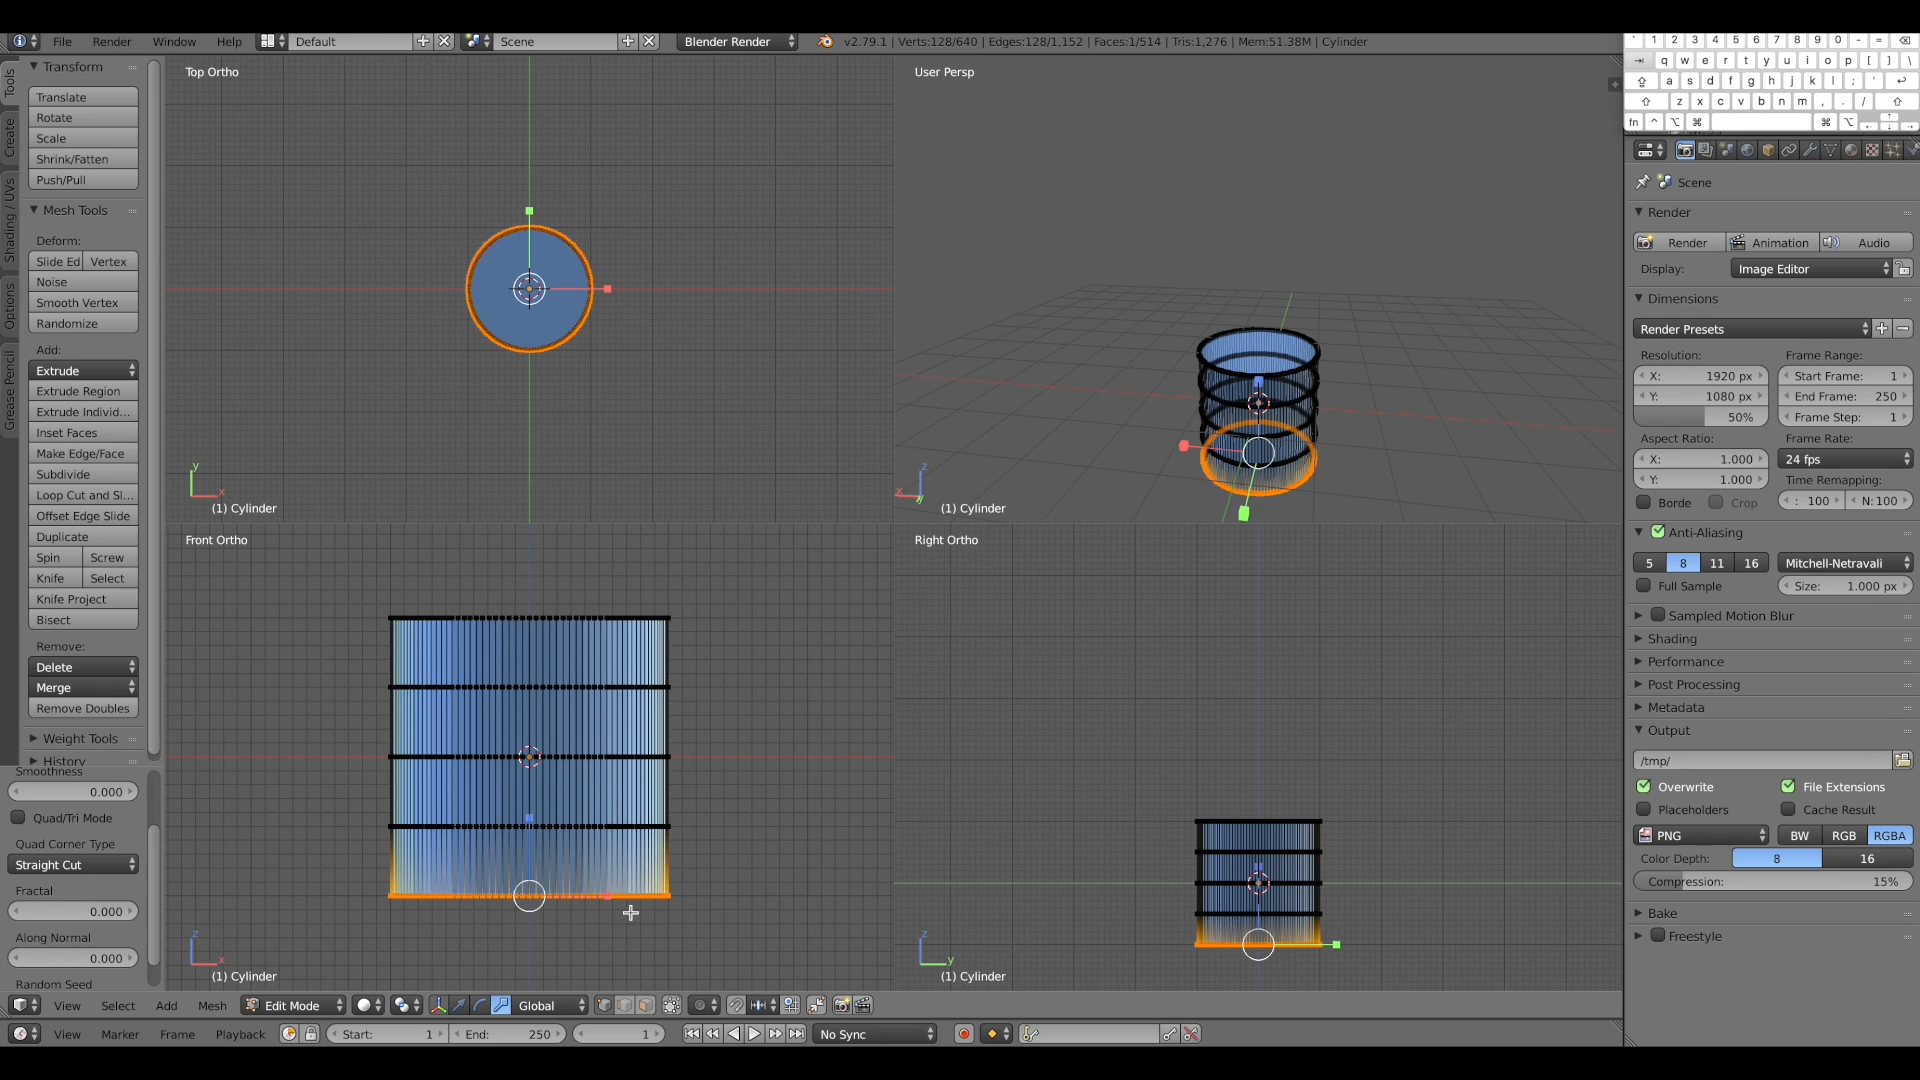 File Render Window Help Default Scene Blender Render v2.79.1 | Verts:128/640 | Edges:128/1,152 | Faces:1/514 | Tris:1,276 | Mem:51.38M | Cylinder
` 1 2 3 4 5 6 7 8 9 0 - =
q w e r t y u i o p [ ] \
a s d f g h j k l ; '
z x c v b n m , . /
fn
Tools
Create
Shading / UVs
Options
Grease Pencil
Transform
Translate
Rotate
Scale
Shrink/Fatten
Push/Pull
Mesh Tools
Deform:
Slide Ed Vertex
Noise
Smooth Vertex
Randomize
Add:
Extrude
Extrude Region
Extrude Individ...
Inset Faces
Make Edge/Face
Subdivide
Loop Cut and Sl...
Offset Edge Slide
Duplicate
Spin Screw
Knife Select
Knife Project
Bisect
Remove:
Delete
Merge
Remove Doubles
Weight Tools
History
Smoothness
0.000
Quad/Tri Mode
Quad Corner Type
Straight Cut
Fractal
0.000
Along Normal
0.000
Random Seed
Top Ortho
y
x
(1) Cylinder
User Persp
z
x
y
(1) Cylinder
Front Ortho
z
x
(1) Cylinder
Right Ortho
z
y
(1) Cylinder
Scene
Render
Render Animation Audio
Display: Image Editor
Dimensions
Render Presets
Resolution: Frame Range:
X: 1920 px Start Frame: 1
Y: 1080 px End Frame: 250
50% Frame Step: 1
Aspect Ratio: Frame Rate:
X: 1.000 24 fps
Y: 1.000 Time Remapping:
Borde Crop : 100 N:100
Anti-Aliasing
5 8 11 16 Mitchell-Netravali
Full Sample Size: 1.000 px
Sampled Motion Blur
Shading
Performance
Post Processing
Metadata
Output
/tmp/
Overwrite File Extensions
Placeholders Cache Result
PNG BW RGB RGBA
Color Depth: 8 16
Compression: 15%
Bake
Freestyle
View Select Add Mesh Edit Mode Global
View Marker Frame Playback Start: 1 End: 250 1 No Sync